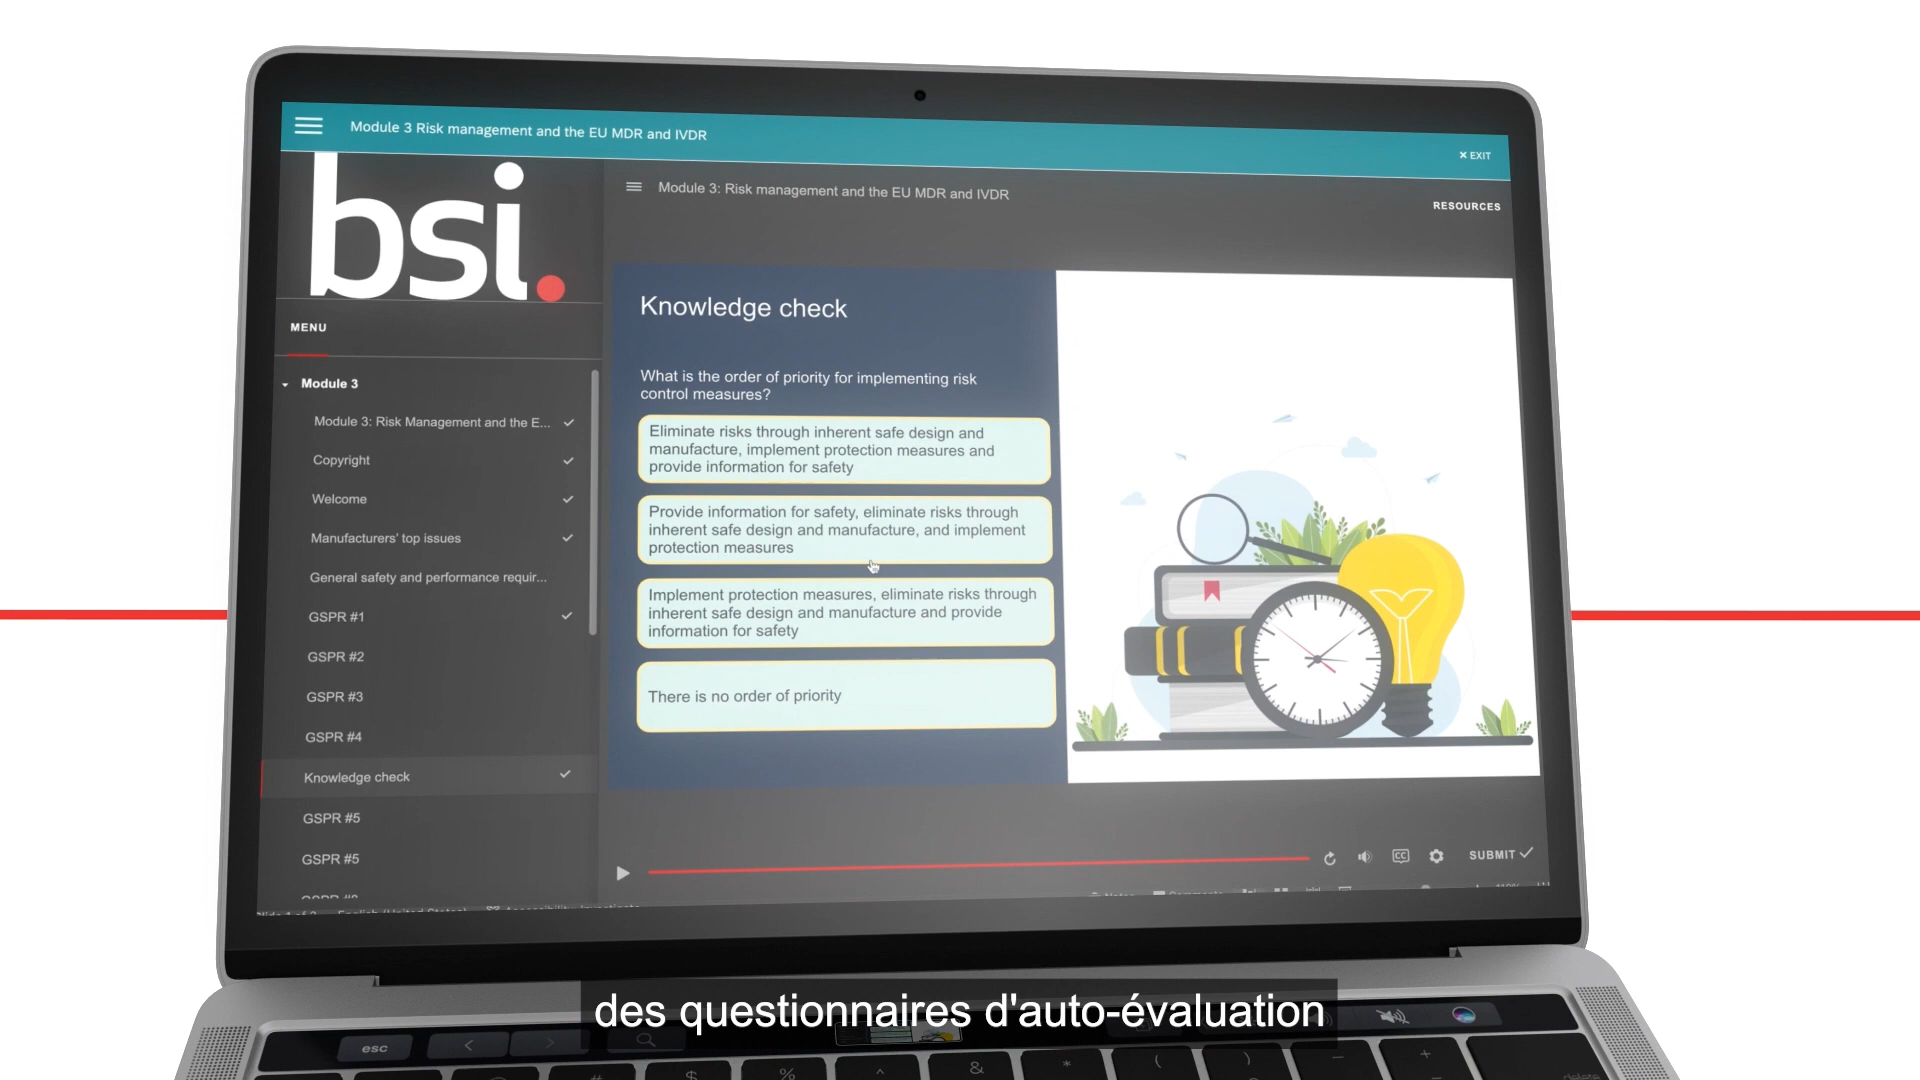 Module 3 Risk management and the EU MDR and IVDR
× EXIT
bsi.
Module 3: Risk management and the EU MDR and IVDR
RESOURCES
MENU
Module 3
Module 3: Risk Management and the E...
Copyright
Welcome
Manufacturers' top issues
General safety and performance requir...
GSPR #1
GSPR #2
GSPR #3
GSPR #4
Knowledge check
GSPR #5
GSPR #5
Knowledge check
What is the order of priority for implementing risk
control measures?
Eliminate risks through inherent safe design and
manufacture, implement protection measures and
provide information for safety
Provide information for safety, eliminate risks through
inherent safe design and manufacture, and implement
protection measures
Implement protection measures, eliminate risks through
inherent safe design and manufacture and provide
information for safety
There is no order of priority
CC
SUBMIT
des questionnaires d'auto-évaluation
esc